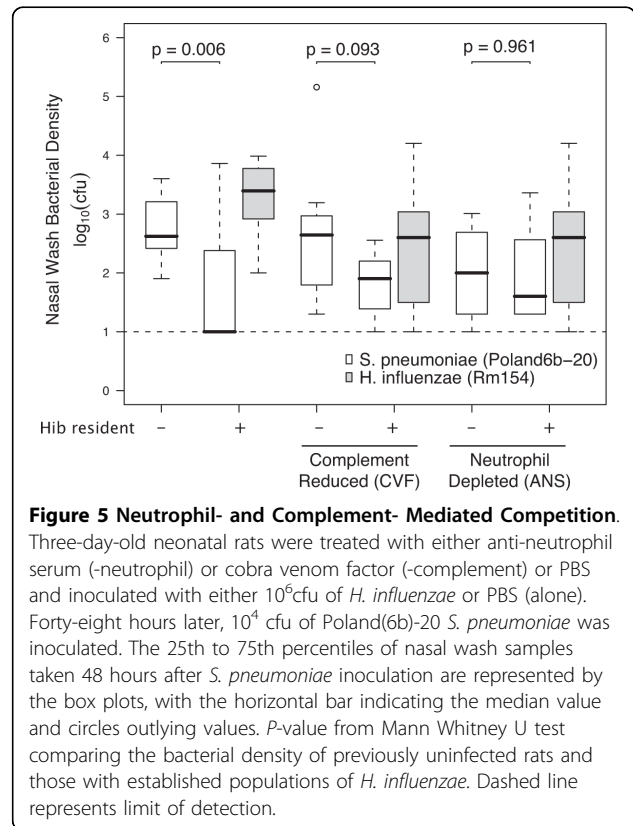 p = 0.006 p = 0.093 p = 0.961
Nasal Wash Bacterial Density
log₁₀(cfu)
6
5
4
3
2
1
0
S. pneumoniae (Poland6b−20)
H. influenzae (Rm154)
Hib resident − + − + − +
Complement Reduced (CVF)
Neutrophil Depleted (ANS)
Figure 5 Neutrophil- and Complement- Mediated Competition.
Three-day-old neonatal rats were treated with either anti-neutrophil
serum (-neutrophil) or cobra venom factor (-complement) or PBS
and inoculated with either 10⁶cfu of H. influenzae or PBS (alone).
Forty-eight hours later, 10⁴ cfu of Poland(6b)-20 S. pneumoniae was
inoculated. The 25th to 75th percentiles of nasal wash samples
taken 48 hours after S. pneumoniae inoculation are represented by
the box plots, with the horizontal bar indicating the median value
and circles outlying values. P-value from Mann Whitney U test
comparing the bacterial density of previously uninfected rats and
those with established populations of H. influenzae. Dashed line
represents limit of detection.